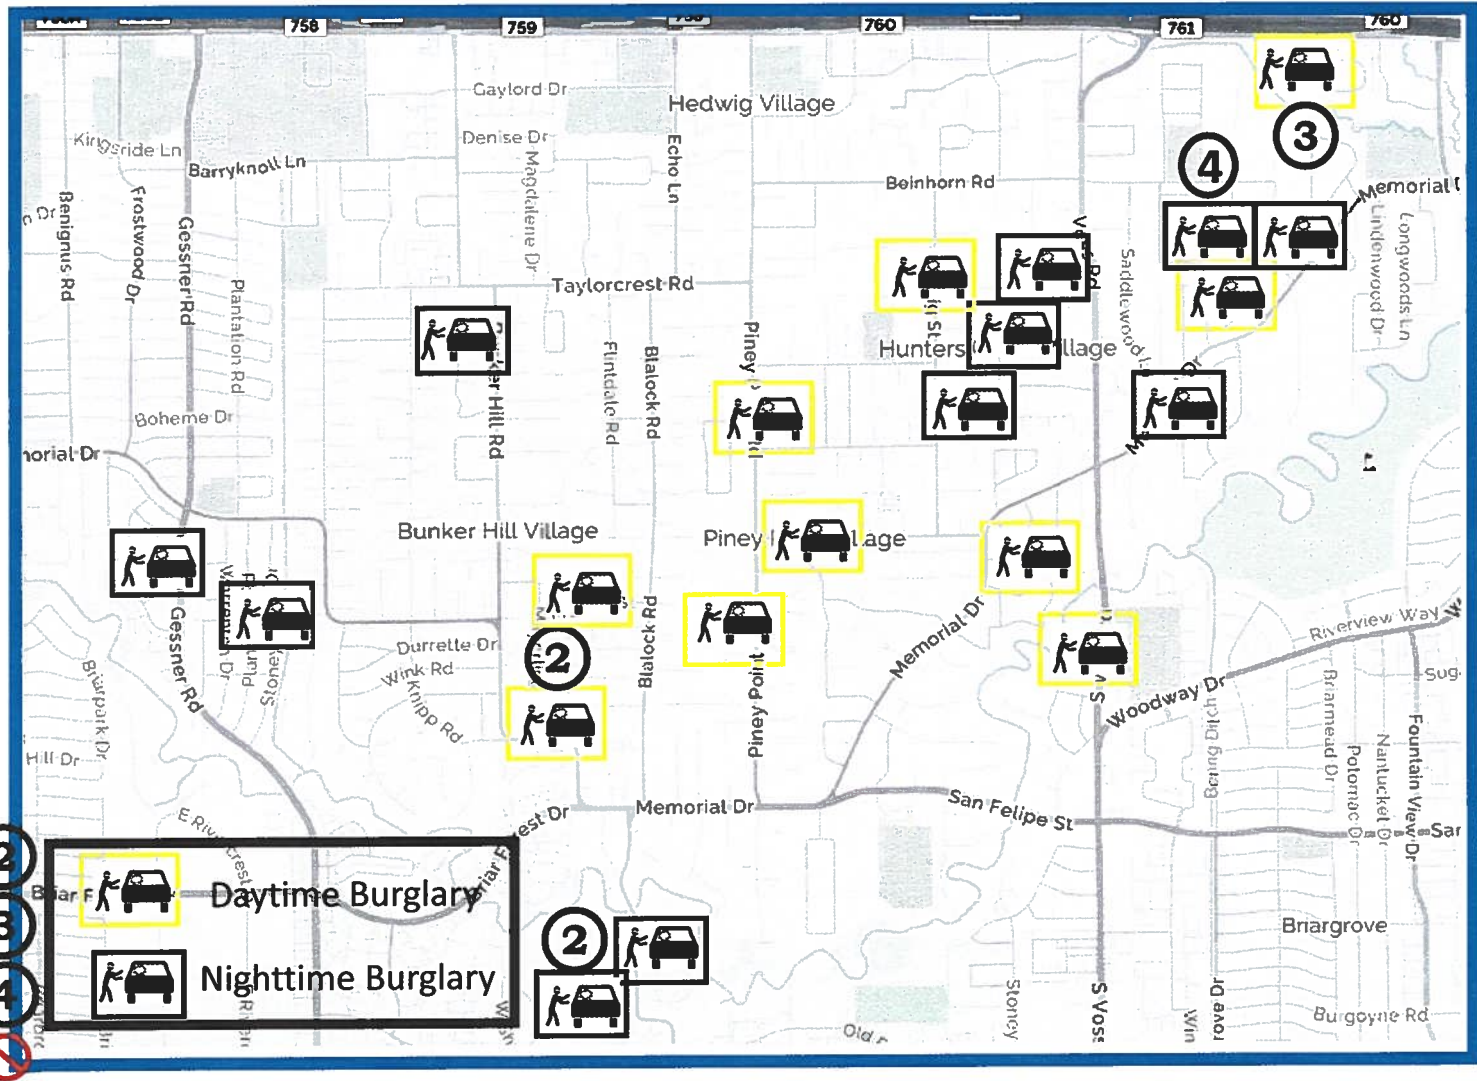 758
759
760
761
760
Gaylord Dr
Hedwig Village
Denise Dr
Kingsride Ln
Barryknoll Ln
Echo Ln
Magdalene Dr
Beinhorn Rd
3
4
Memorial
Benignus Rd
Frostwood Dr
Gessner Rd
Plantation Rd
Taylorcrest Rd
Saddlewood
Lindenwood Dr
Longwoods Ln
Hunters
Piney
Flintdale Rd
Blalock Rd
Hill Rd
Boheme Dr
Dr
Bunker Hill Village
Piney
Gessner Rd
Durrette Dr
Wink Rd
Knipp Rd
2
Blalock Rd
Piney Point
Memorial Dr
Woodway Dr
Riverview Way
Briarpark Dr
Hill Dr
Briarmead Dr
Potomac Dr
Nantucket Dr
Fountain View Dr
Memorial Dr
San Felipe St
Daytime Burglary
Nighttime Burglary
2
Briargrove
Stoney
S Voss
Burgoyne Rd